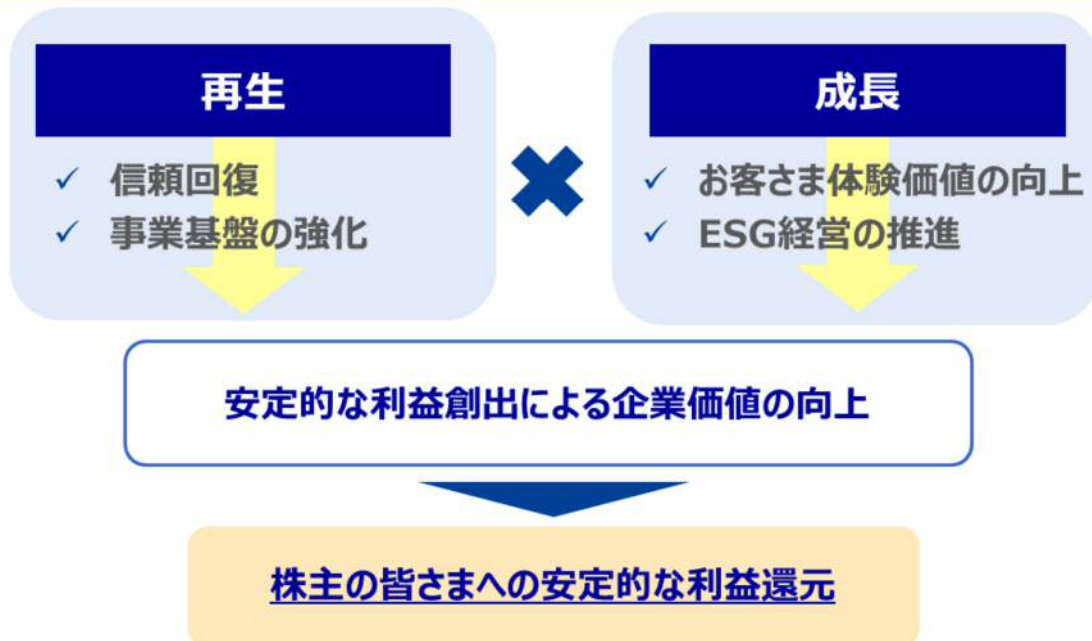 再生
✓ 信頼回復
✓ 事業基盤の強化
成長
✓ お客さま体験価値の向上
✓ ESG経営の推進
安定的な利益創出による企業価値の向上
株主の皆さまへの安定的な利益還元